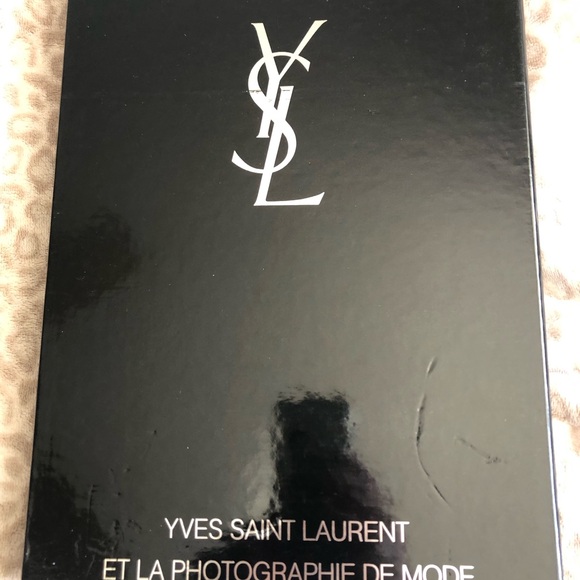 YSL
YVES SAINT LAURENT
ET LA PHOTOGRAPHIE DE MODE